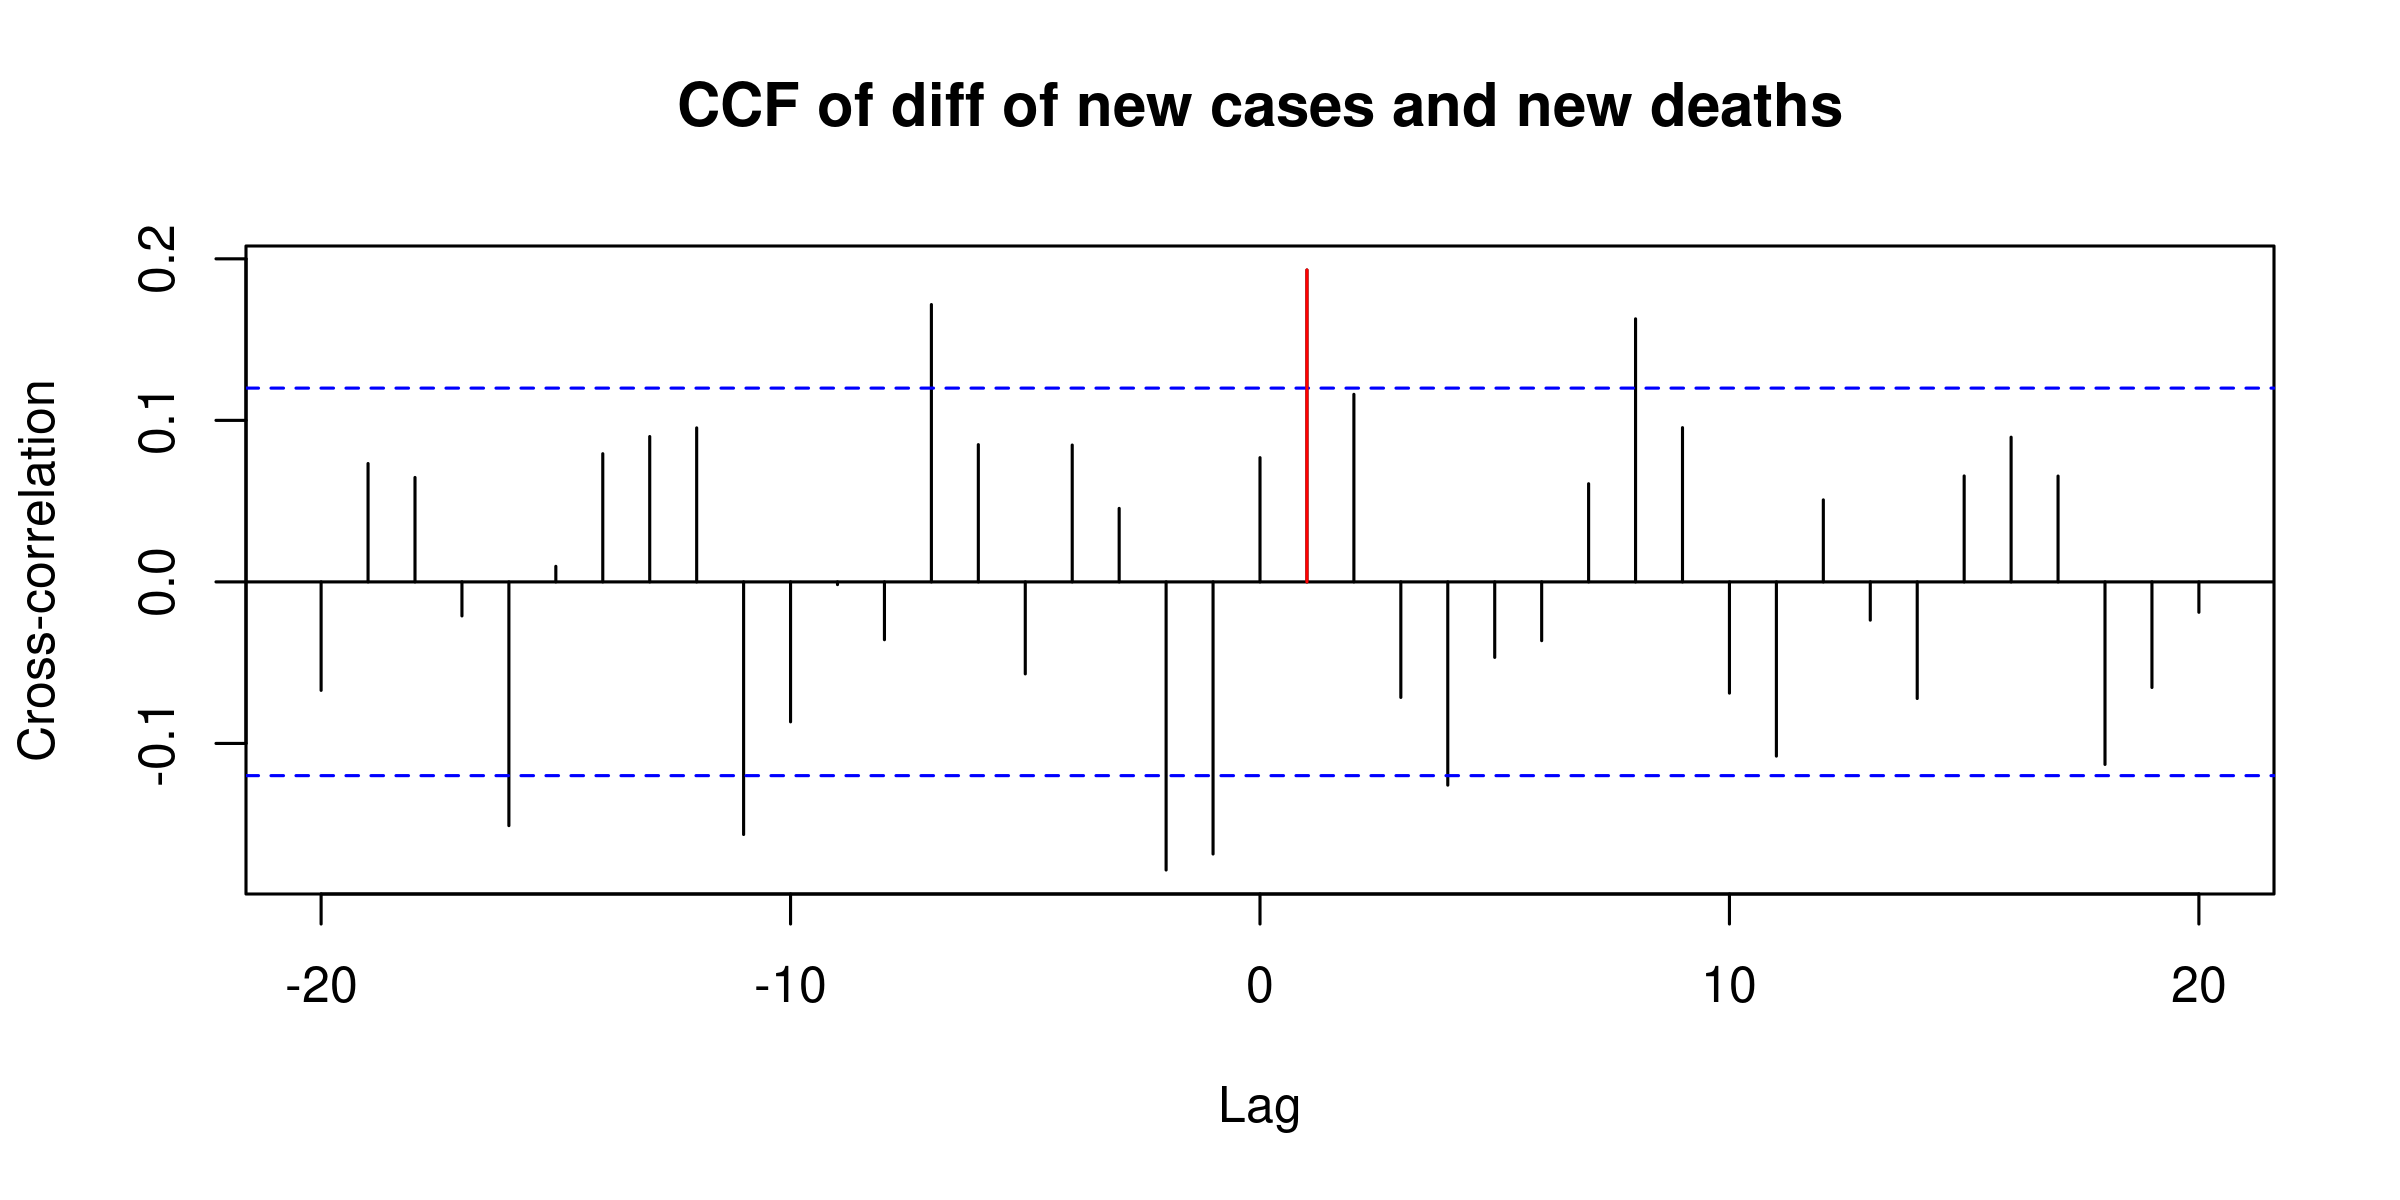 CCF of diff of new cases and new deaths
Cross-correlation
0.2
0.1
0.0
-0.1
-20 -10 0 10 20
Lag